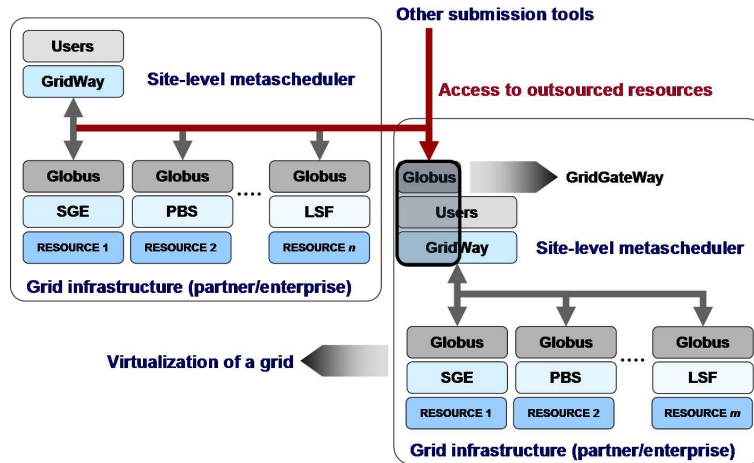 Other submission tools
Users
GridWay
Site-level metascheduler
Access to outsourced resources
Globus
Globus
Globus
....
SGE
PBS
LSF
RESOURCE 1
RESOURCE 2
RESOURCE n
Grid infrastructure (partner/enterprise)
Globus
GridGateWay
Users
GridWay
Site-level metascheduler
Virtualization of a grid
Globus
Globus
Globus
....
SGE
PBS
LSF
RESOURCE 1
RESOURCE 2
RESOURCE m
Grid infrastructure (partner/enterprise)